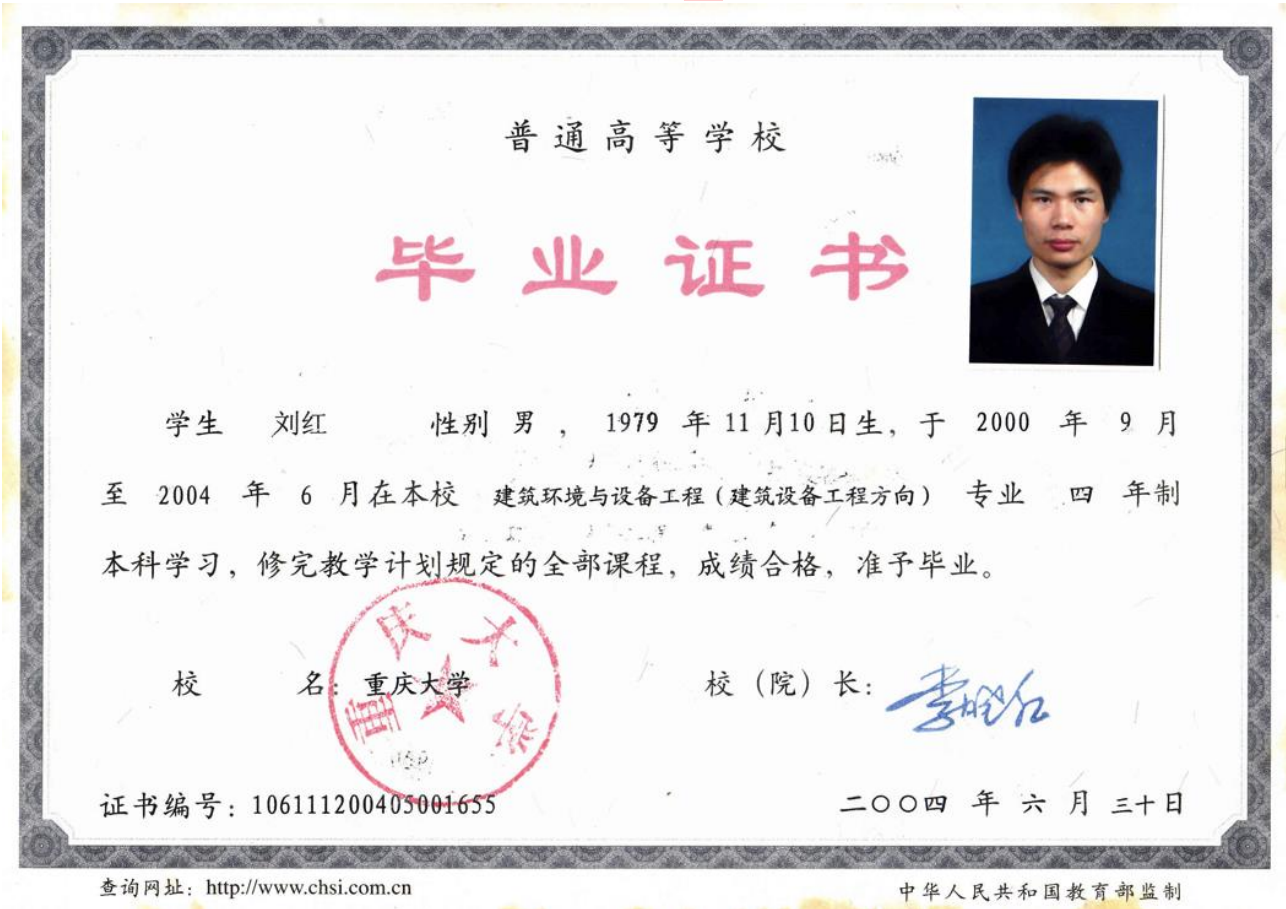 普通高等学校
毕业证书
学生 刘红 性别 男 , 1979 年 11 月10 日生, 于 2000 年 9 月
至 2004 年 6 月在本校 建筑环境与设备工程(建筑设备工程方向) 专业 四 年制
本科学习, 修完教学计划规定的全部课程, 成绩合格, 准予毕业。
校 名: 重庆大学 校(院)长:
重庆大学
证书编号: 106111200405001655 二〇〇四 年 六 月 三十日
查询网址: http://www.chsi.com.cn 中华人民共和国教育部监制